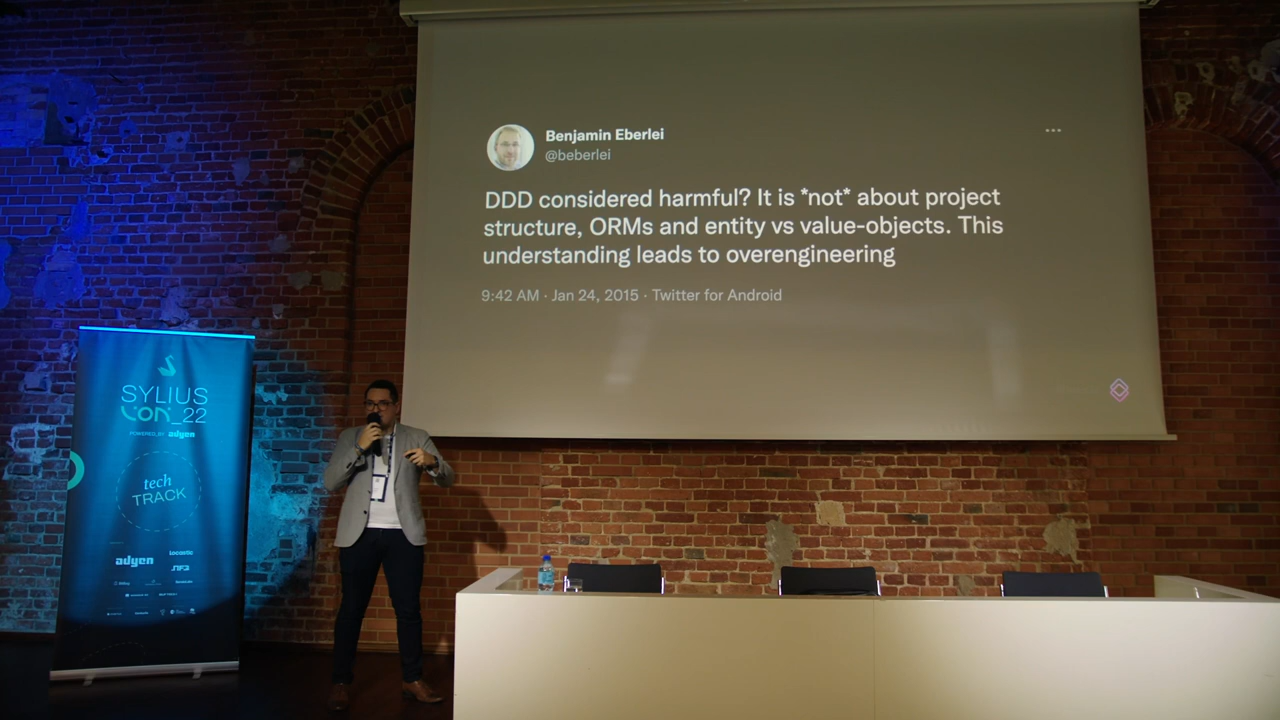 Benjamin Eberlei
@beberlei
DDD considered harmful? It is *not* about project
structure, ORMs and entity vs value-objects. This
understanding leads to overengineering
9:42 AM · Jan 24, 2015 · Twitter for Android
SYLIUS
CON_22
POWERED BY adyen
tech
TRACK
adyen
locastic